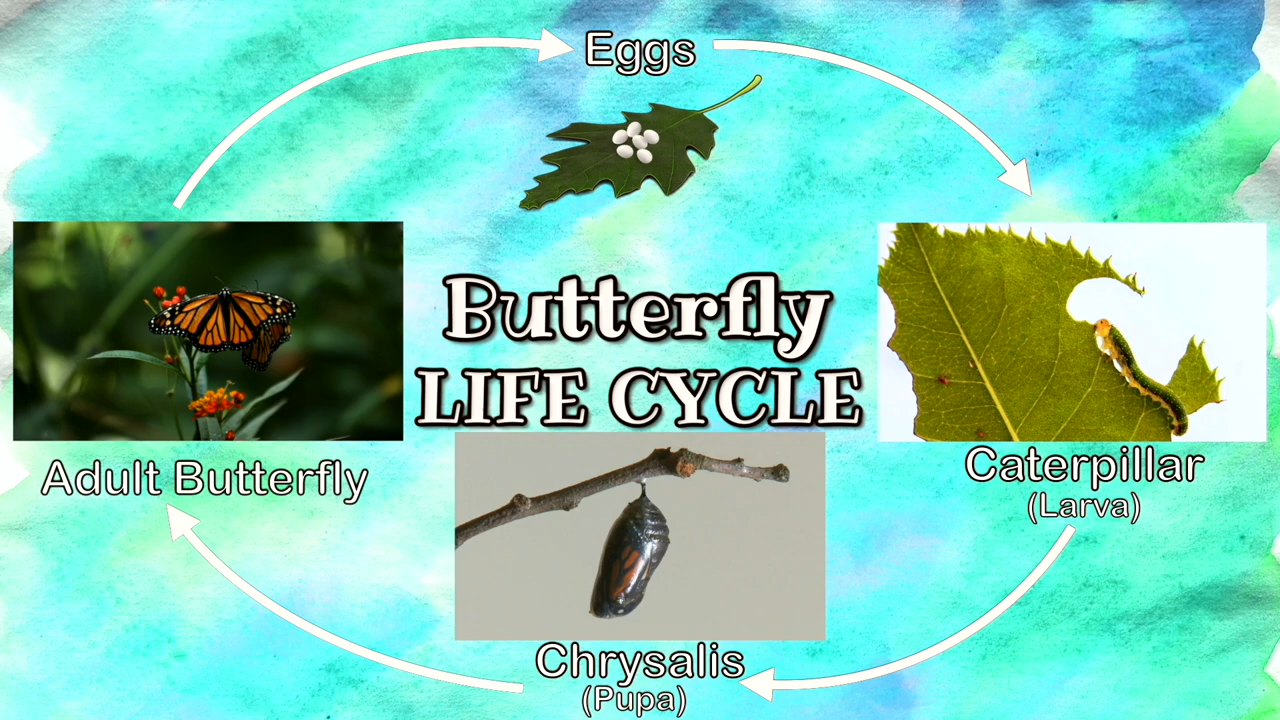 Eggs
Butterfly
LIFE CYCLE
Adult Butterfly
Caterpillar
(Larva)
Chrysalis
(Pupa)